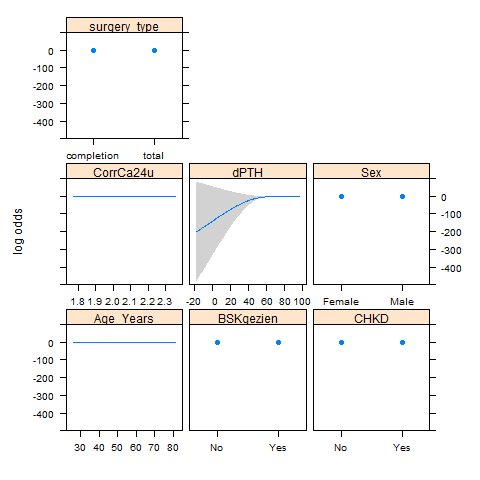 surgery_type
0
-100
-200
-300
-400
completion total
CorrCa24u dPTH Sex
0
-100
-200
-300
-400
1.8 1.9 2.0 2.1 2.2 2.3 -20 0 20 40 60 80 100 Female Male
log odds
Age_Years BSKgezien CHKD
0
-100
-200
-300
-400
30 40 50 60 70 80 No Yes No Yes